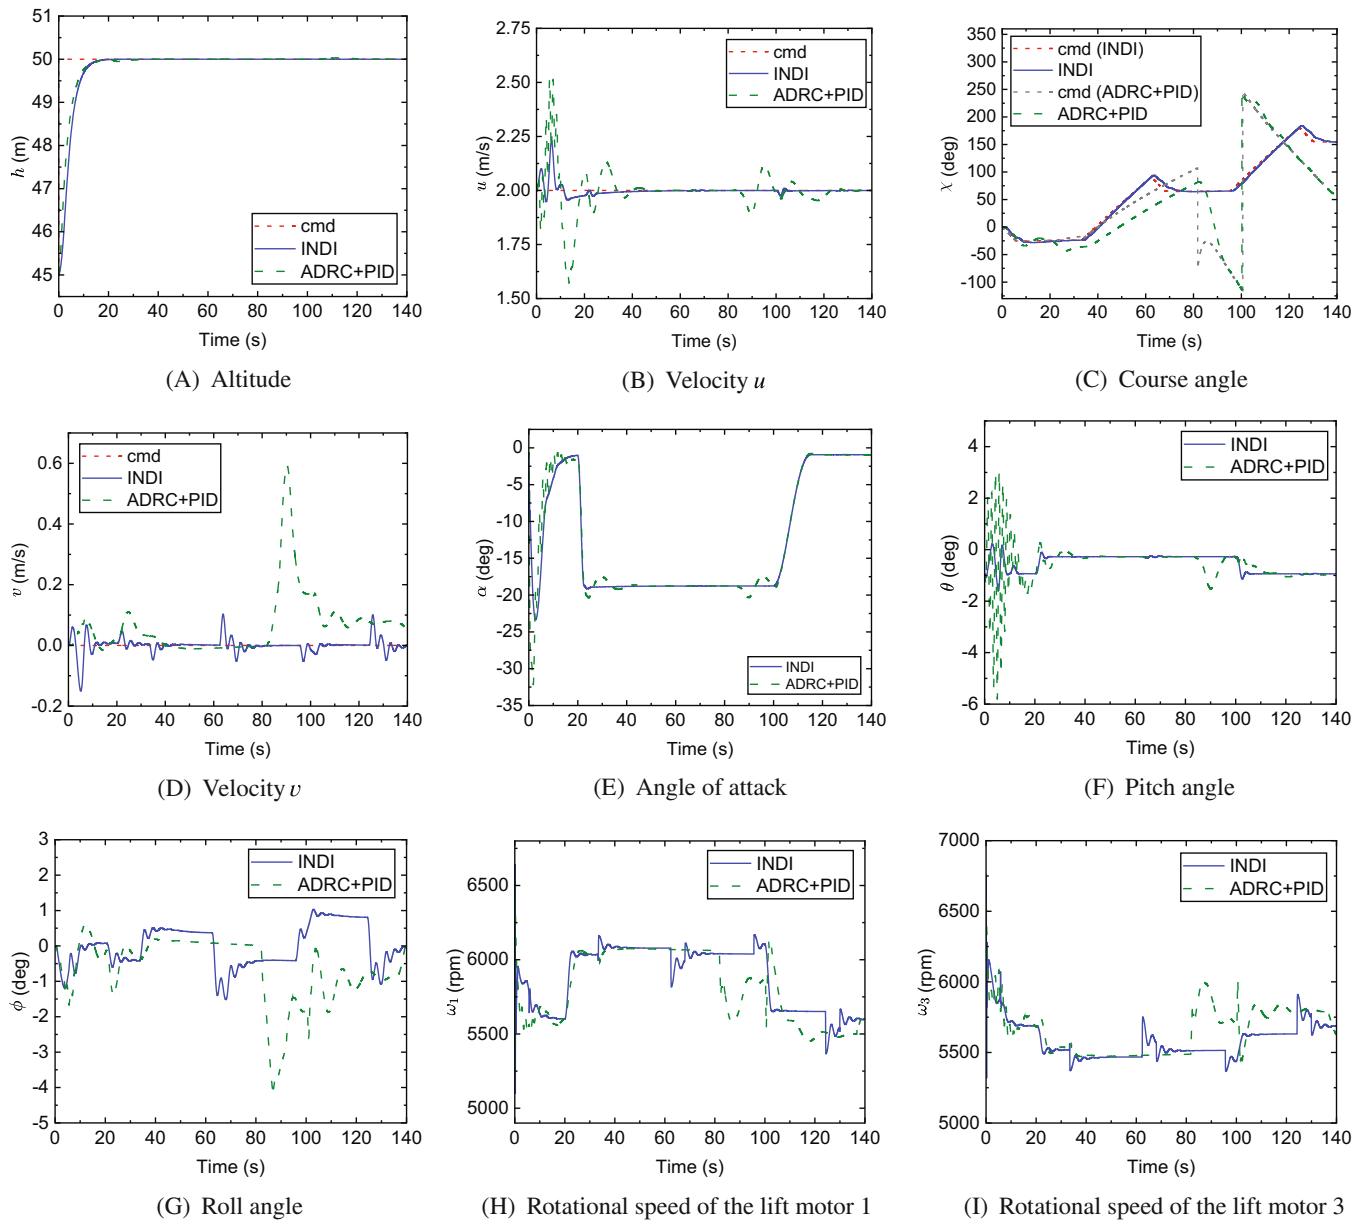 51
50
49
48
47
46
45
h (m)
cmd
INDI
ADRC+PID
0 20 40 60 80 100 120 140
Time (s)
(A) Altitude
2.75
2.50
2.25
2.00
1.75
1.50
u (m/s)
cmd
INDI
ADRC+PID
0 20 40 60 80 100 120 140
Time (s)
(B) Velocity u
350
300
250
200
150
100
50
0
-50
-100
χ (deg)
cmd (INDI)
INDI
cmd (ADRC+PID)
ADRC+PID
0 20 40 60 80 100 120 140
Time (s)
(C) Course angle
0.6
0.4
0.2
0.0
-0.2
v (m/s)
cmd
INDI
ADRC+PID
0 20 40 60 80 100 120 140
Time (s)
(D) Velocity v
0
-5
-10
-15
-20
-25
-30
-35
α (deg)
INDI
ADRC+PID
0 20 40 60 80 100 120 140
Time (s)
(E) Angle of attack
4
2
0
-2
-4
-6
θ (deg)
INDI
ADRC+PID
0 20 40 60 80 100 120 140
Time (s)
(F) Pitch angle
3
2
1
0
-1
-2
-3
-4
-5
ϕ (deg)
INDI
ADRC+PID
0 20 40 60 80 100 120 140
Time (s)
(G) Roll angle
6500
6000
5500
5000
ω1 (rpm)
INDI
ADRC+PID
0 20 40 60 80 100 120 140
Time (s)
(H) Rotational speed of the lift motor 1
7000
6500
6000
5500
5000
ω3 (rpm)
INDI
ADRC+PID
0 20 40 60 80 100 120 140
Time (s)
(I) Rotational speed of the lift motor 3